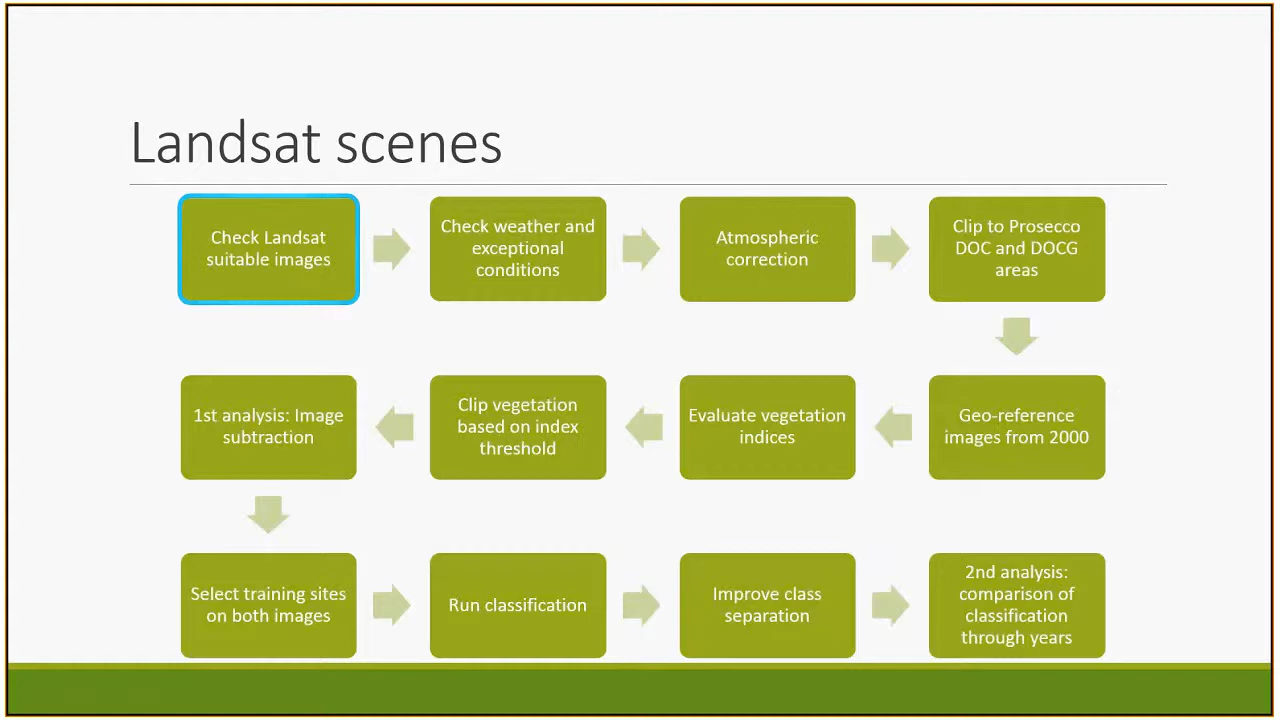 Landsat scenes
Check Landsat
suitable images
Check weather and
exceptional
conditions
Atmospheric
correction
Clip to Prosecco
DOC and DOCG
areas
Geo-reference
images from 2000
Evaluate vegetation
indices
Clip vegetation
based on index
threshold
1st analysis: Image
subtraction
Select training sites
on both images
Run classification
Improve class
separation
2nd analysis:
comparison of
classification
through years